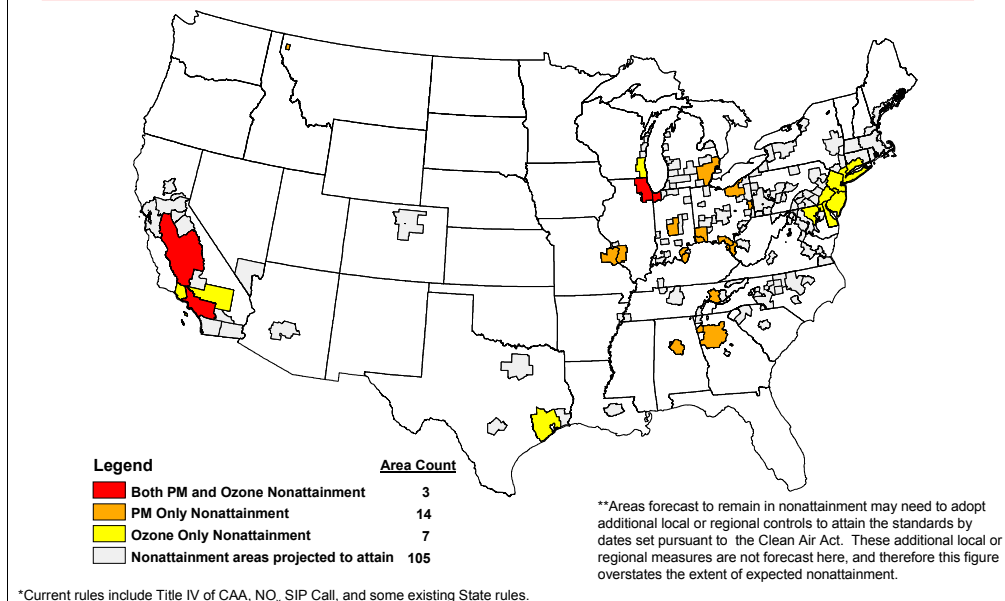 Legend
Area Count
Both PM and Ozone Nonattainment 3
PM Only Nonattainment 14
Ozone Only Nonattainment 7
Nonattainment areas projected to attain 105
**Areas forecast to remain in nonattainment may need to adopt
additional local or regional controls to attain the standards by
dates set pursuant to the Clean Air Act. These additional local or
regional measures are not forecast here, and therefore this figure
overstates the extent of expected nonattainment.
*Current rules include Title IV of CAA, NOₓ SIP Call, and some existing State rules.